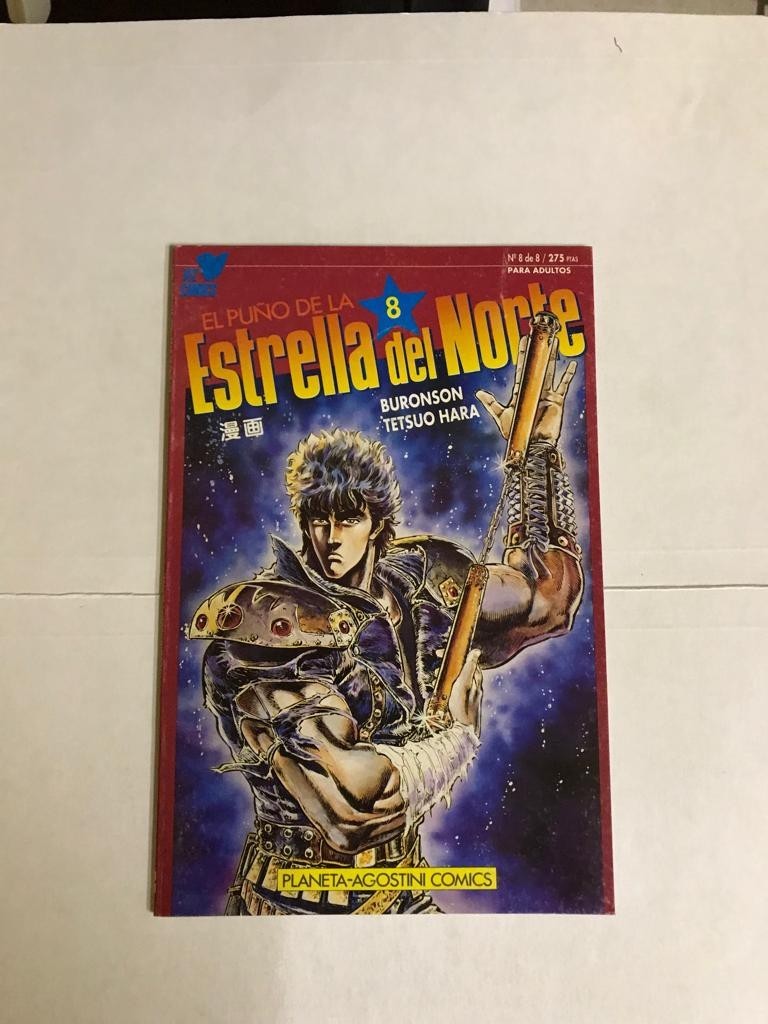 Nº 8 de 8 / 275 PTAS
PARA ADULTOS
EL PUÑO DE LA
8
Estrella del Norte
BURONSON
TETSUO HARA
漫画
PLANETA-AGOSTINI COMICS